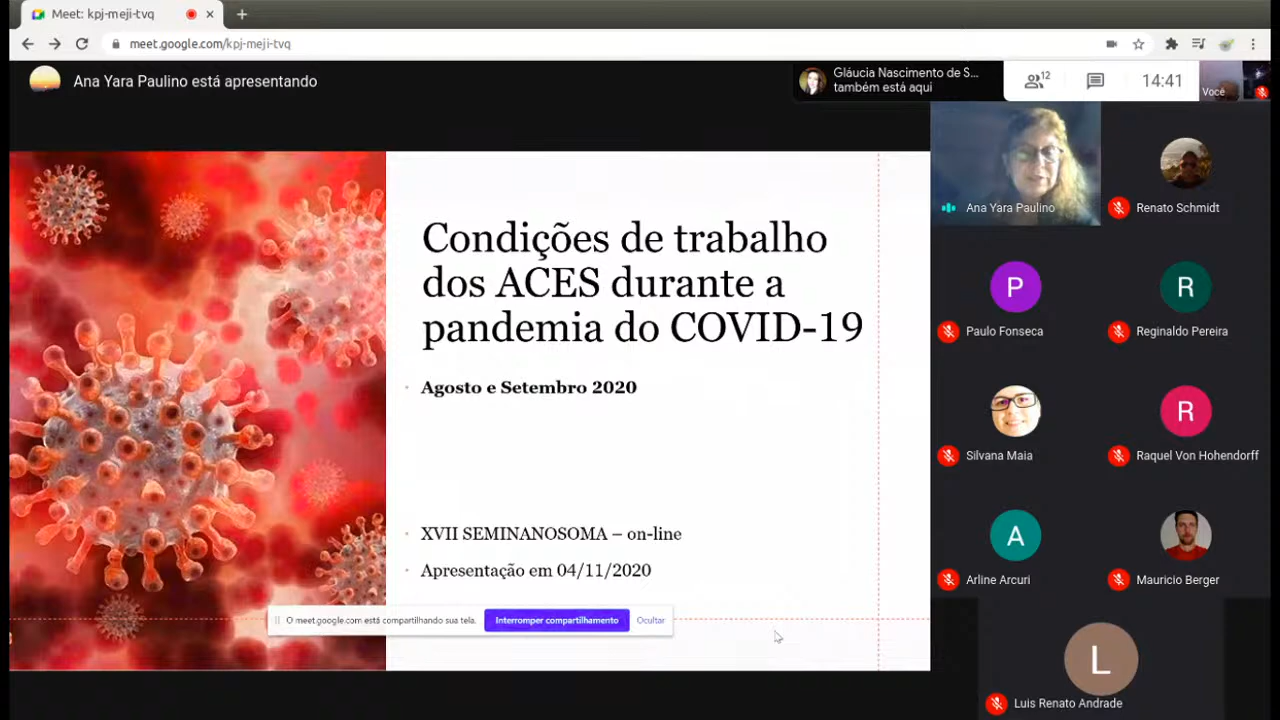 Meet: kpj-meji-tvq
meet.google.com/kpj-meji-tvq
Ana Yara Paulino está apresentando
Gláucia Nascimento de S...
também está aqui
12
14:41
Você
Condições de trabalho
dos ACES durante a
pandemia do COVID-19
Agosto e Setembro 2020
XVII SEMINANOSOMA – on-line
Apresentação em 04/11/2020
O meet.google.com está compartilhando sua tela.
Interromper compartilhamento
Ocultar
Ana Yara Paulino
Renato Schmidt
P
R
Paulo Fonseca
Reginaldo Pereira
R
Silvana Maia
Raquel Von Hohendorff
A
Arline Arcuri
Mauricio Berger
L
Luis Renato Andrade